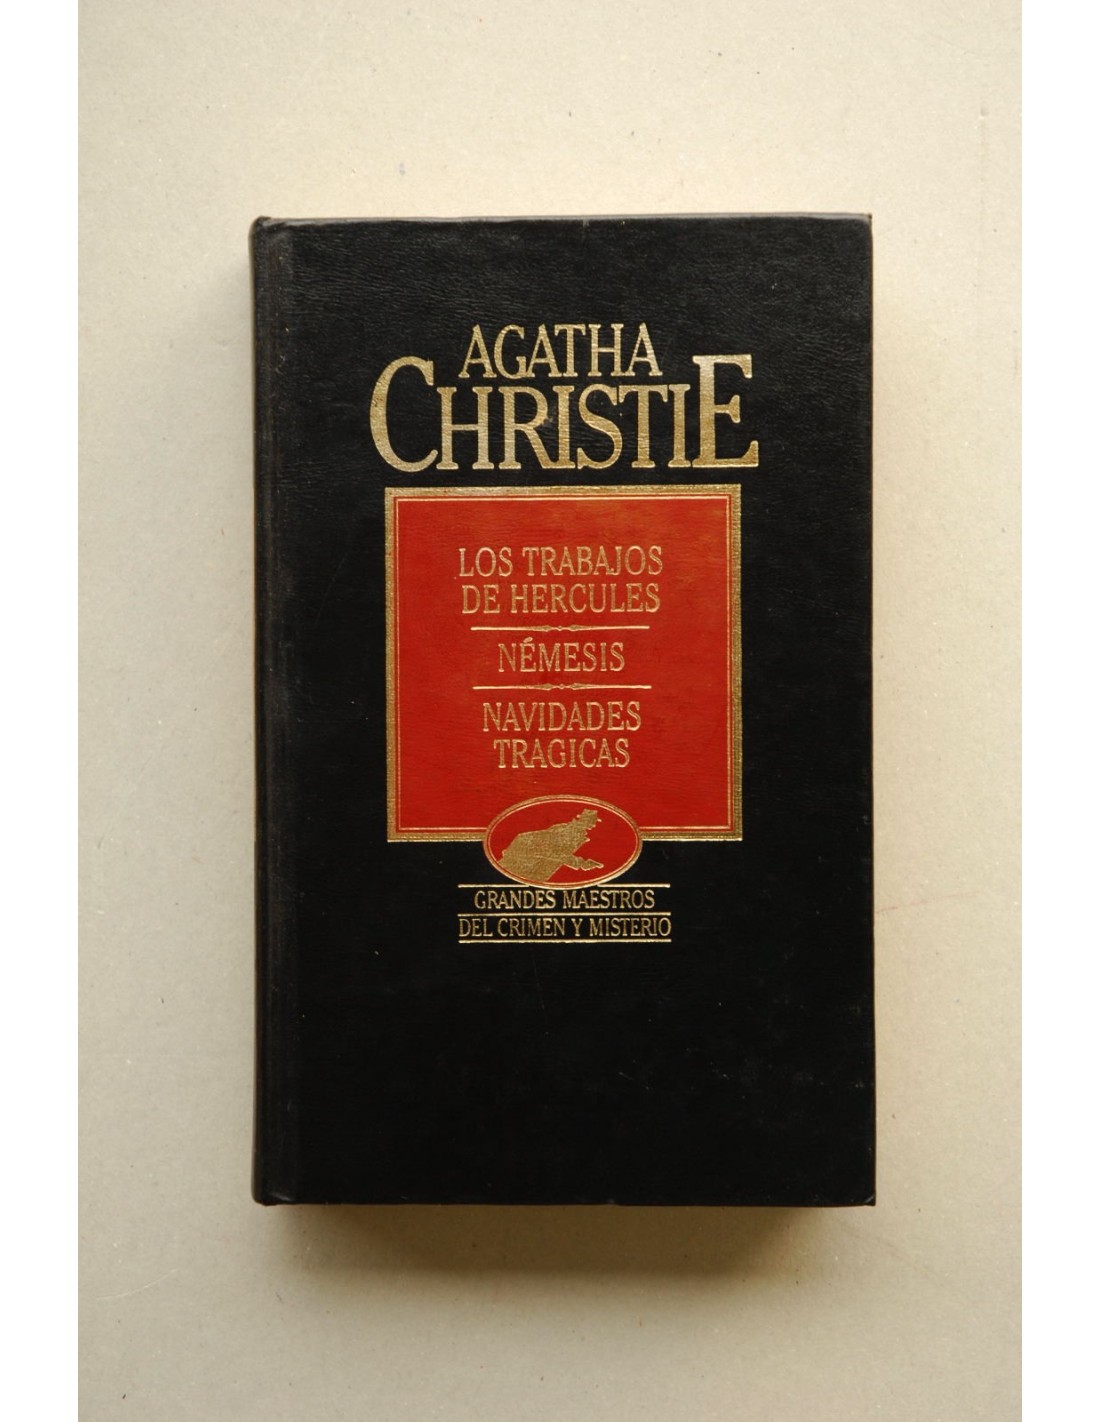 AGATHA
CHRISTIE
LOS TRABAJOS
DE HERCULES
NÉMESIS
NAVIDADES
TRAGICAS
GRANDES MAESTROS
DEL CRIMEN Y MISTERIO